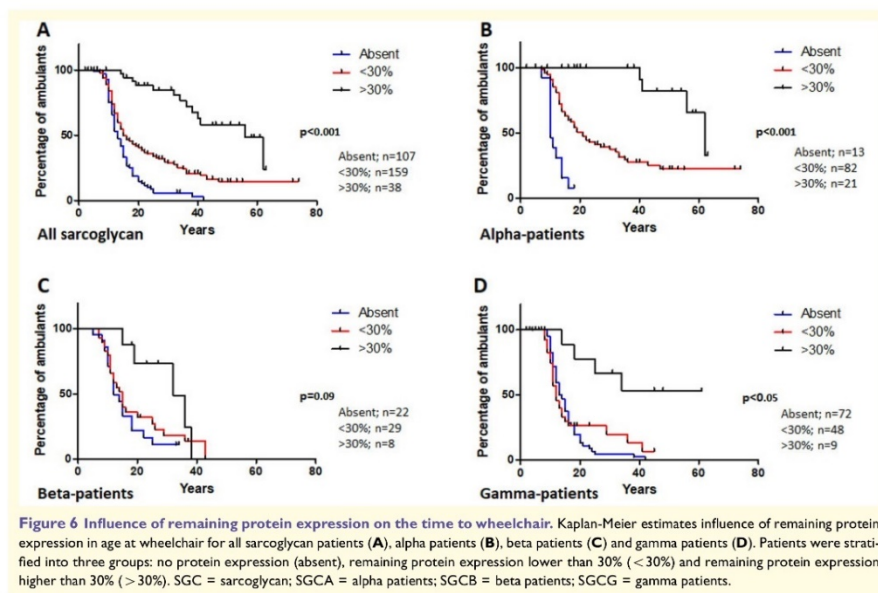 A
Absent
<30%
>30%
Percentage of ambulants
100
50
0
0
20
40
60
80
p<0.001
Absent; n=107
<30%; n=159
>30%; n=38
Years
All sarcoglycan
B
Absent
<30%
>30%
Percentage of ambulants
100
50
0
0
20
40
60
80
p<0.001
Absent; n=13
<30%; n=82
>30%; n=21
Years
Alpha-patients
C
Absent
<30%
>30%
Percentage of ambulants
100
50
0
0
20
40
60
80
p=0.09
Absent; n=22
<30%; n=29
>30%; n=8
Years
Beta-patients
D
Absent
<30%
>30%
Percentage of ambulants
100
50
0
0
20
40
60
80
p<0.05
Absent; n=72
<30%; n=48
>30%; n=9
Years
Gamma-patients
Figure 6 Influence of remaining protein expression on the time to wheelchair. Kaplan-Meier estimates influence of remaining protein
expression in age at wheelchair for all sarcoglycan patients (A), alpha patients (B), beta patients (C) and gamma patients (D). Patients were strati-
fied into three groups: no protein expression (absent), remaining protein expression lower than 30% (<30%) and remaining protein expression
higher than 30% (>30%). SGC = sarcoglycan; SGCA = alpha patients; SGCB = beta patients; SGCG = gamma patients.